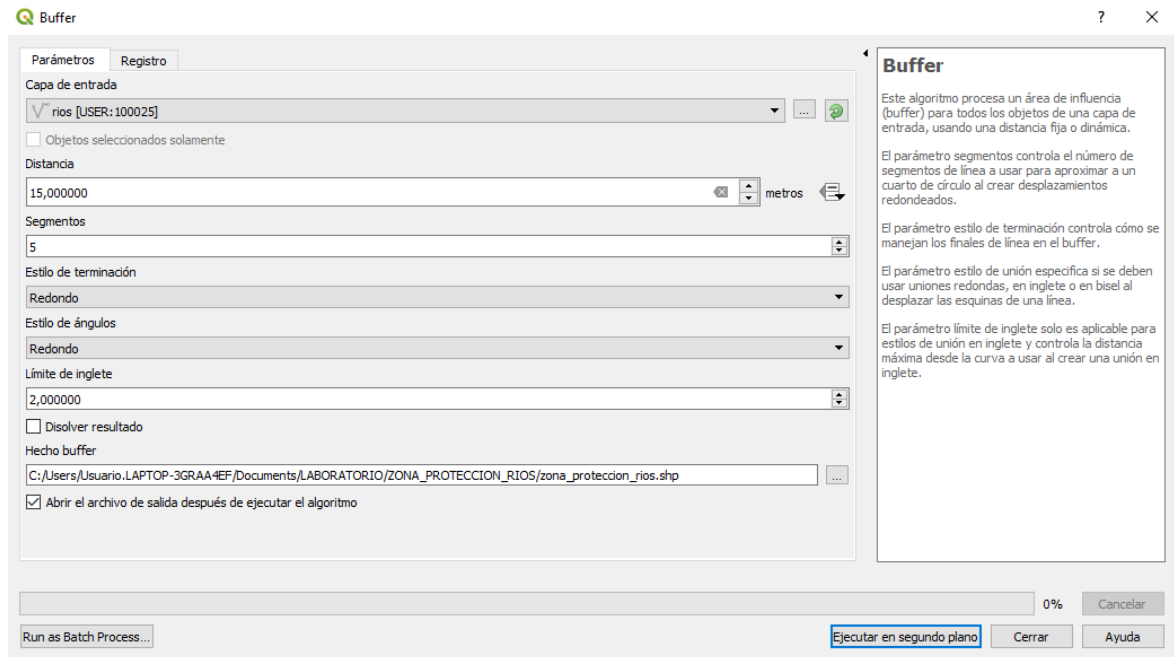 Buffer
?
Parámetros
Registro
Capa de entrada
rios [USER:100025]
...
Objetos seleccionados solamente
Distancia
15,000000
metros
Segmentos
5
Estilo de terminación
Redondo
Estilo de ángulos
Redondo
Límite de inglete
2,000000
Disolver resultado
Hecho buffer
C:/Users/Usuario.LAPTOP-3GRAA4EF/Documents/LABORATORIO/ZONA_PROTECCION_RIOS/zona_proteccion_rios.shp
...
Abrir el archivo de salida después de ejecutar el algoritmo
Buffer
Este algoritmo procesa un área de influencia
(buffer) para todos los objetos de una capa de
entrada, usando una distancia fija o dinámica.
El parámetro segmentos controla el número de
segmentos de línea a usar para aproximar a un
cuarto de círculo al crear desplazamientos
redondeados.
El parámetro estilo de terminación controla cómo se
manejan los finales de línea en el buffer.
El parámetro estilo de unión especifica si se deben
usar uniones redondas, en inglete o en bisel al
desplazar las esquinas de una línea.
El parámetro límite de inglete solo es aplicable para
estilos de unión en inglete y controla la distancia
máxima desde la curva a usar al crear una unión en
inglete.
0%
Cancelar
Run as Batch Process...
Ejecutar en segundo plano
Cerrar
Ayuda